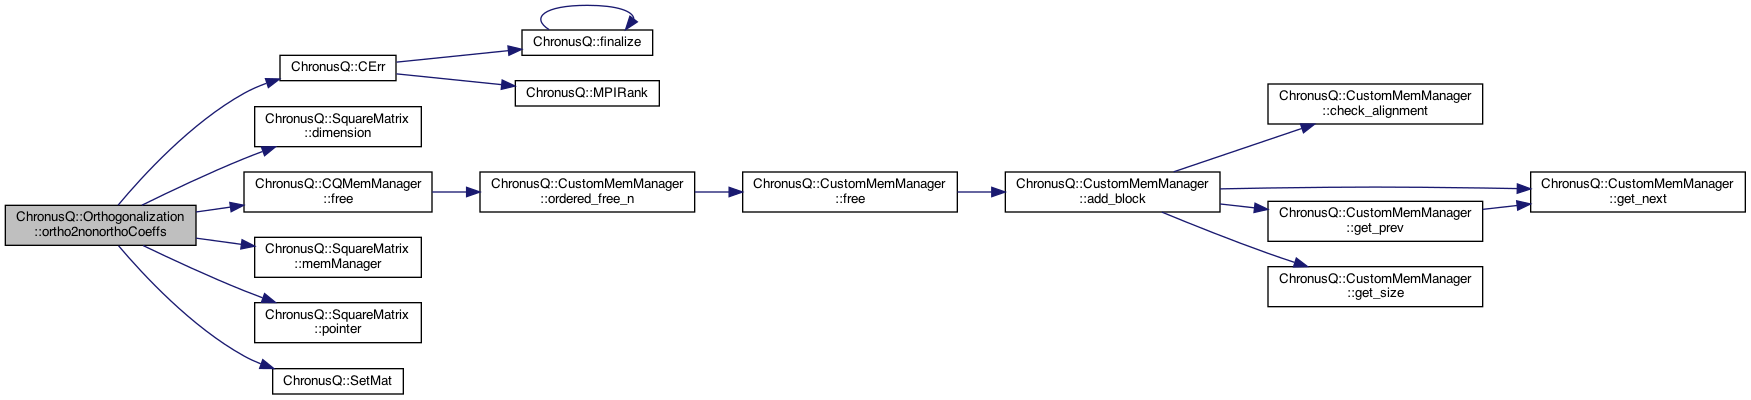 ChronusQ::Orthogonalization
::ortho2nonorthoCoeffs
ChronusQ::CErr
ChronusQ::finalize
ChronusQ::MPIRank
ChronusQ::SquareMatrix
::dimension
ChronusQ::CQMemManager
::free
ChronusQ::CustomMemManager
::ordered_free_n
ChronusQ::CustomMemManager
::free
ChronusQ::CustomMemManager
::add_block
ChronusQ::CustomMemManager
::check_alignment
ChronusQ::CustomMemManager
::get_next
ChronusQ::CustomMemManager
::get_prev
ChronusQ::CustomMemManager
::get_size
ChronusQ::SquareMatrix
::memManager
ChronusQ::SquareMatrix
::pointer
ChronusQ::SetMat